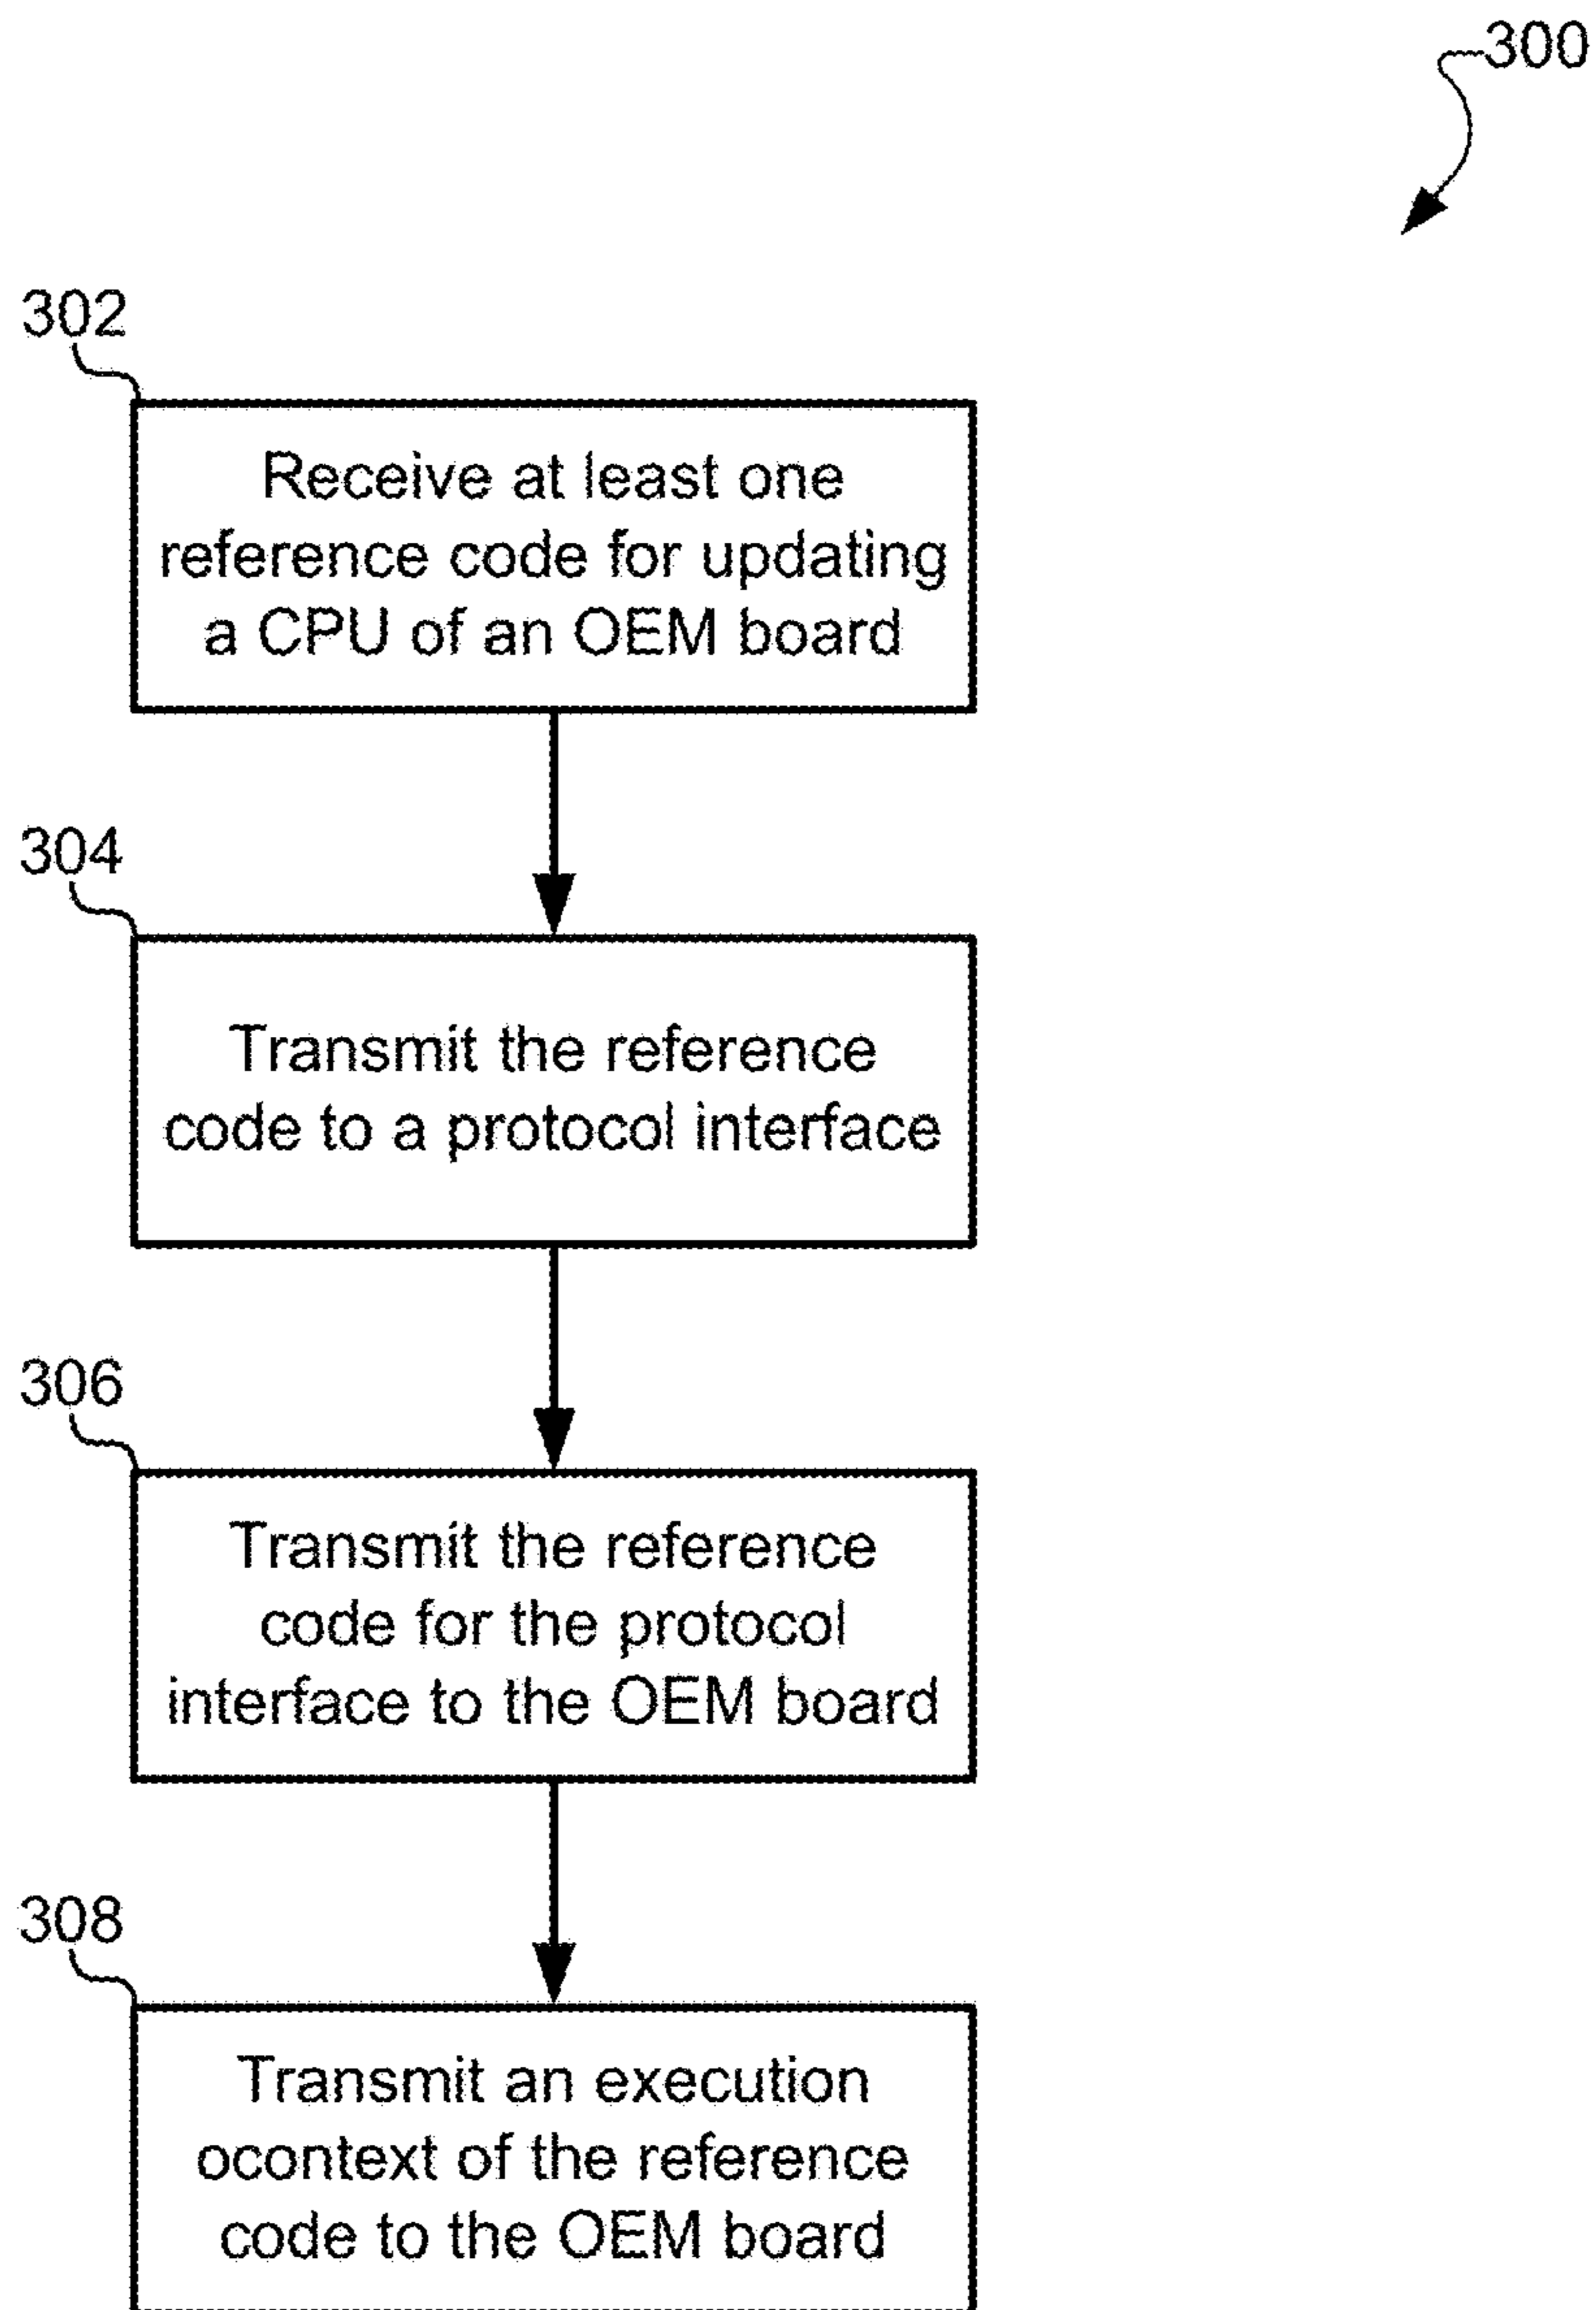 300
302
Receive at least one
reference code for updating
a CPU of an OEM board
304
Transmit the reference
code to a protocol interface
306
Transmit the reference
code for the protocol
interface to the OEM board
308
Transmit an execution
ocontext of the reference
code to the OEM board